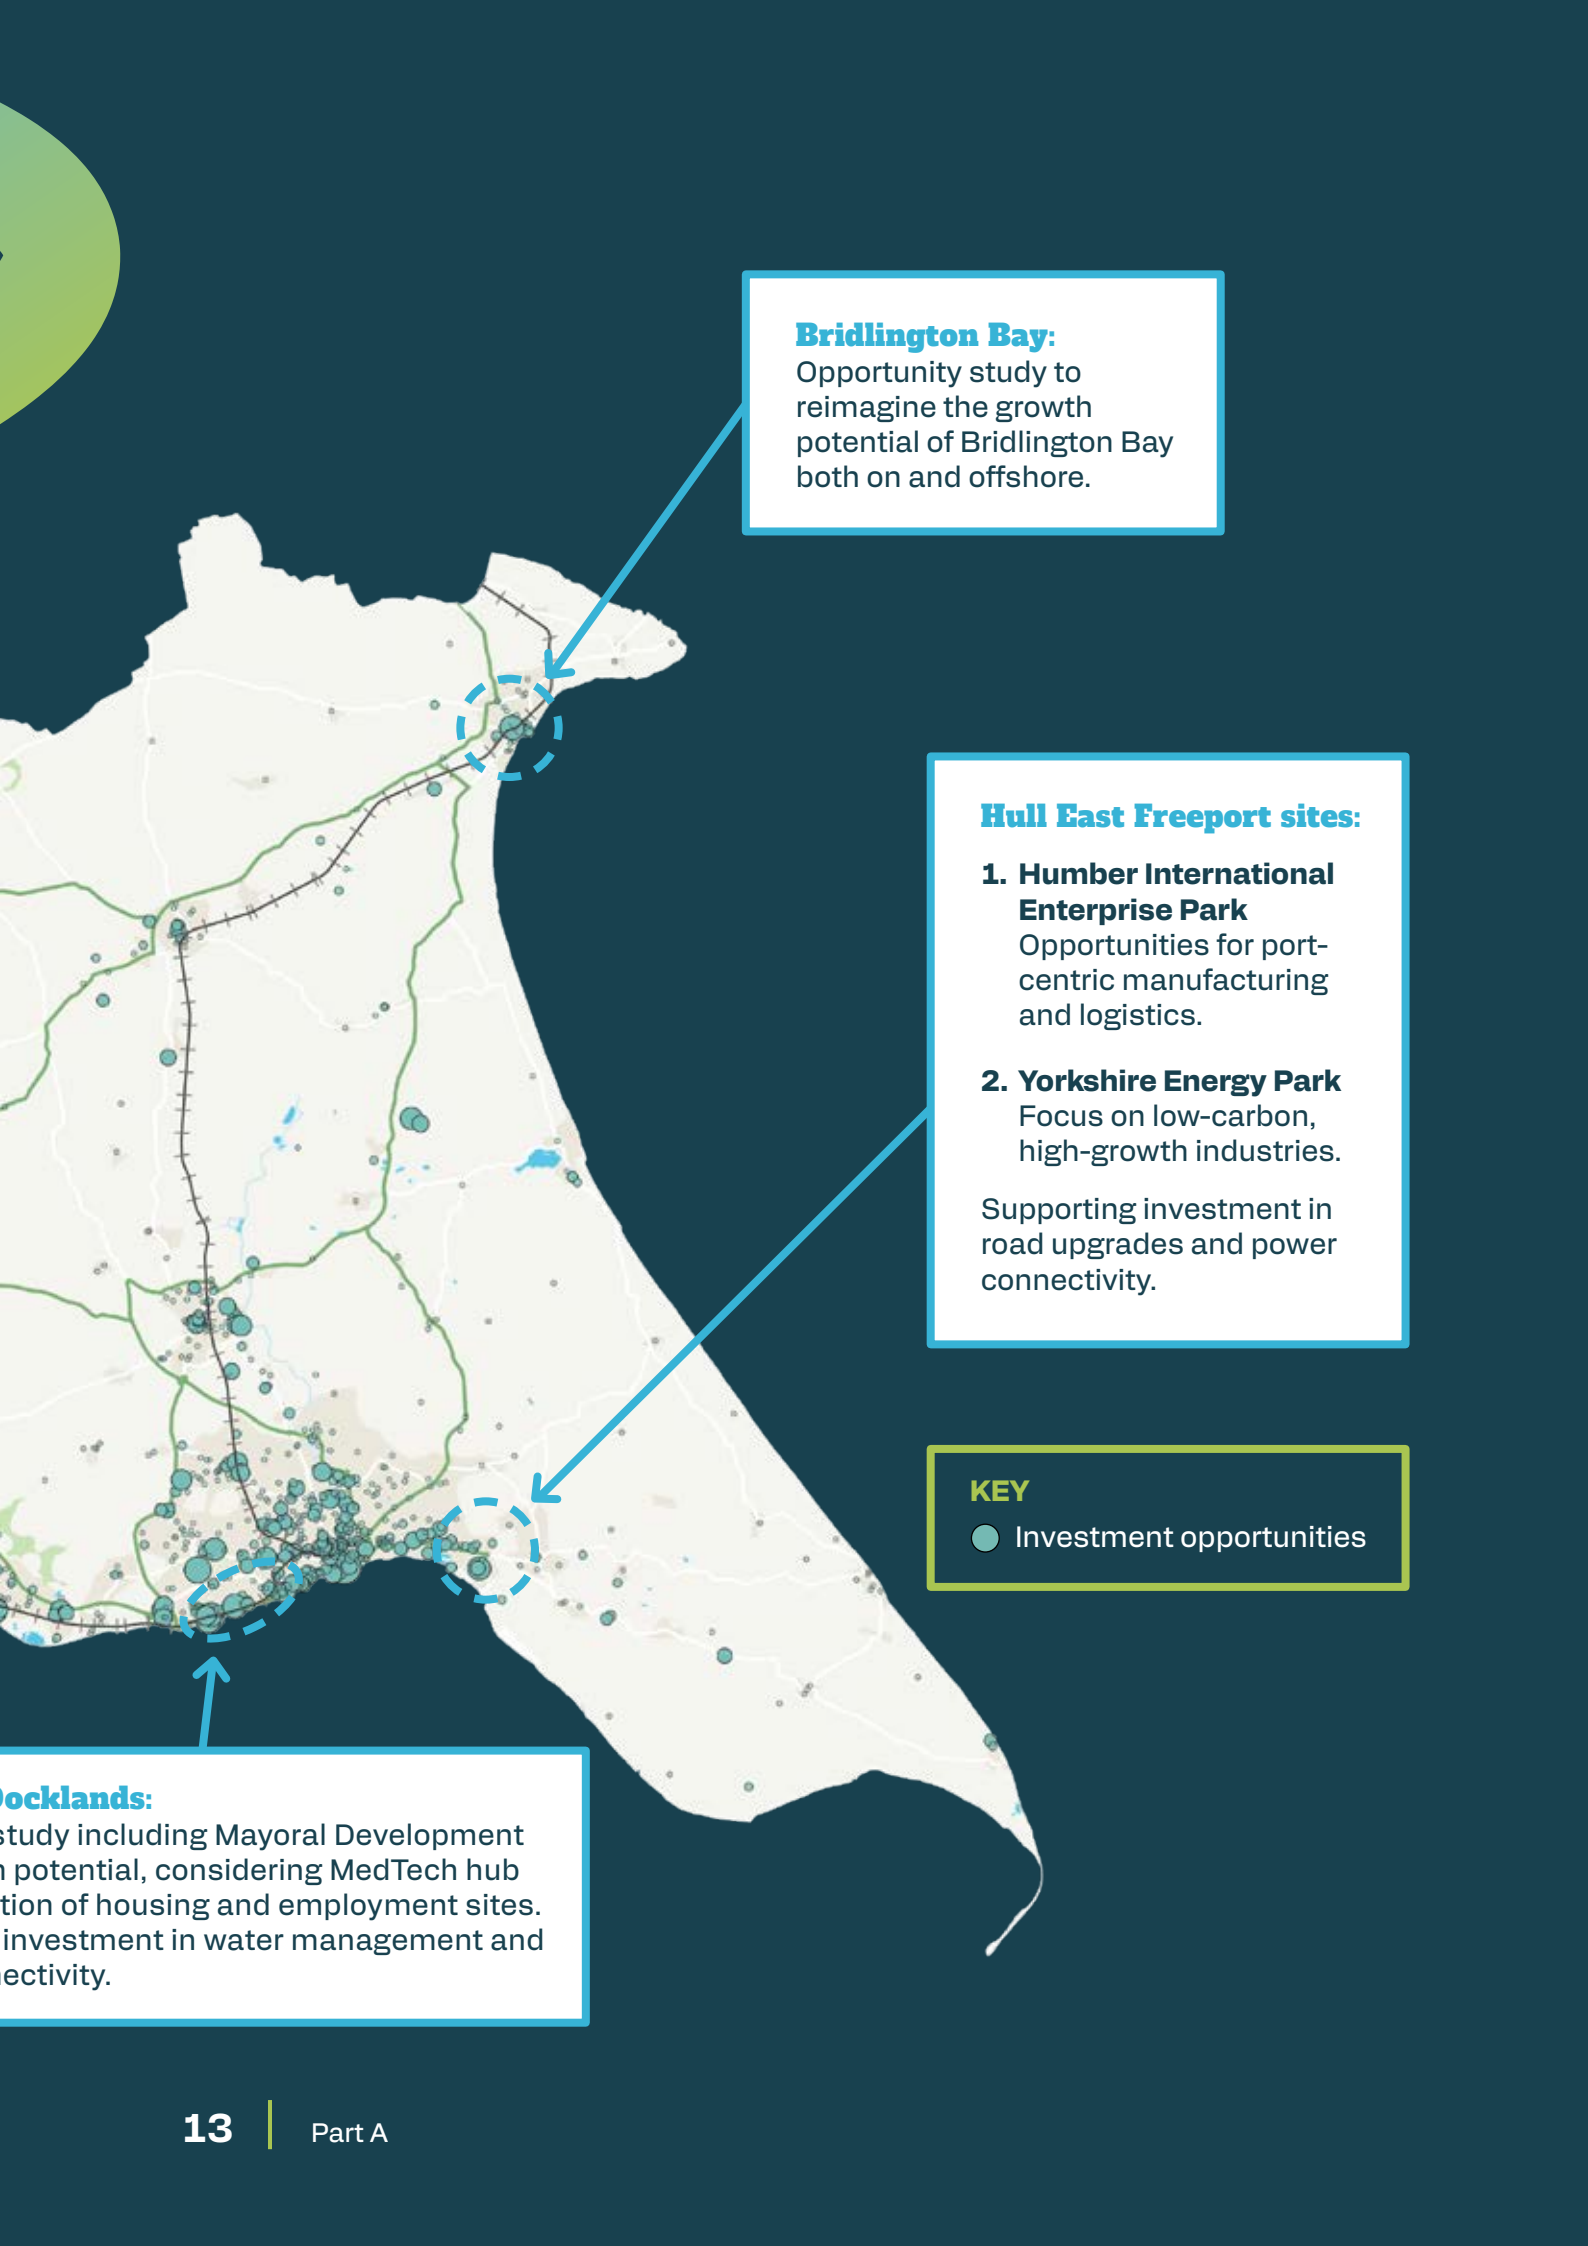 Bridlington Bay:
Opportunity study to
reimagine the growth
potential of Bridlington Bay
both on and offshore.
Hull East Freeport sites:
1. Humber International
Enterprise Park
Opportunities for port-
centric manufacturing
and logistics.
2. Yorkshire Energy Park
Focus on low-carbon,
high-growth industries.
Supporting investment in
road upgrades and power
connectivity.
KEY
Investment opportunities
ocklands:
study including Mayoral Development
potential, considering MedTech hub
tion of housing and employment sites.
investment in water management and
ectivity.
13 Part A